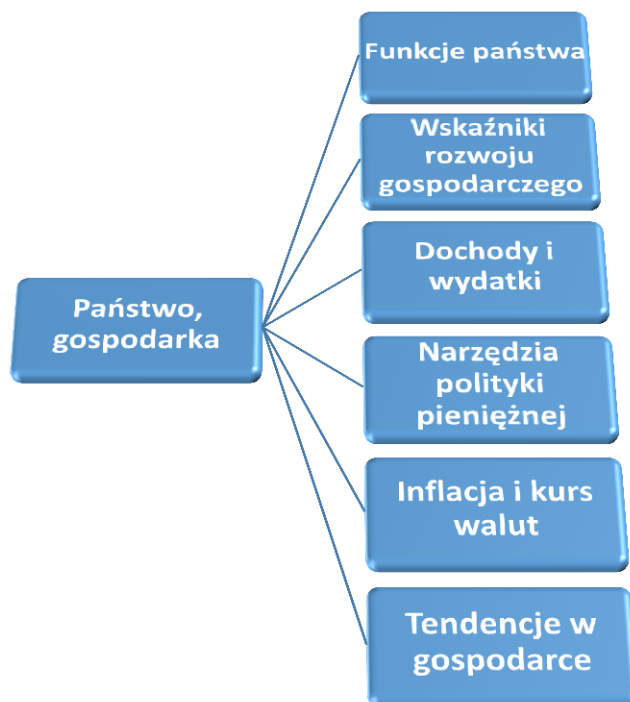 Państwo,
gospodarka
Funkcje państwa
Wskaźniki
rozwoju
gospodarczego
Dochody i
wydatki
Narzędzia
polityki
pieniężnej
Inflacja i kurs
walut
Tendencje w
gospodarce